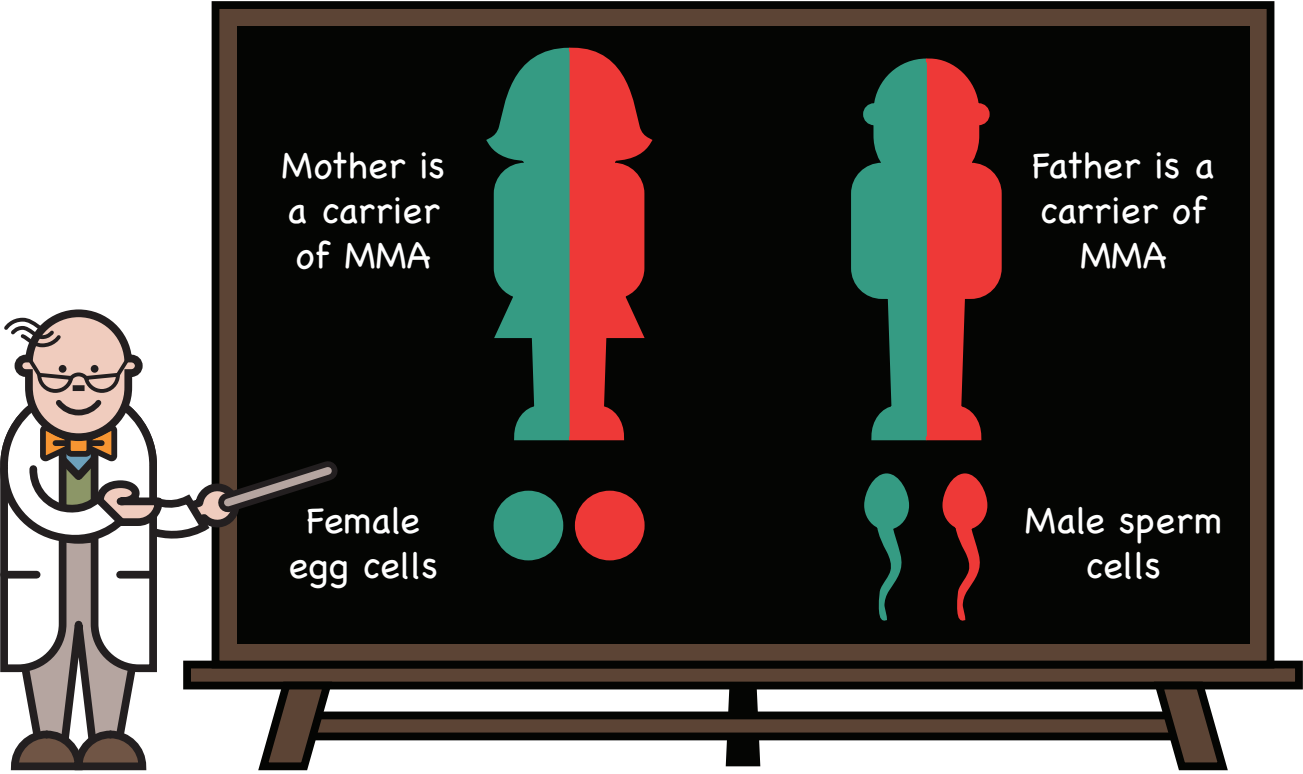 Mother is
a carrier
of MMA
Father is a
carrier of
MMA
Female
egg cells
Male sperm
cells